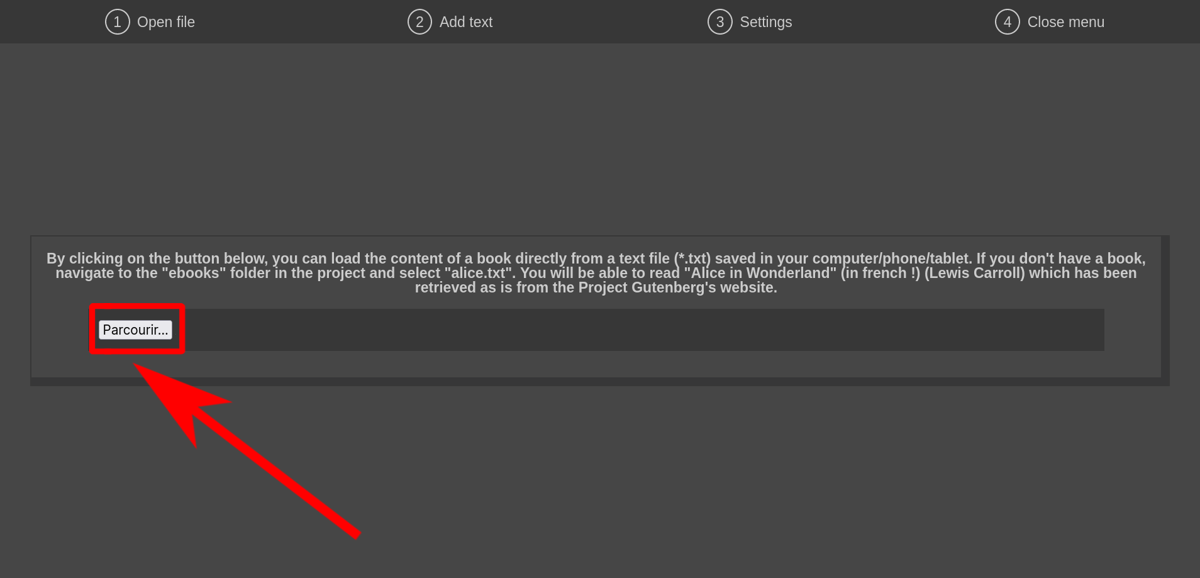 1 Open file
2 Add text
3 Settings
4 Close menu
By clicking on the button below, you can load the content of a book directly from a text file (*.txt) saved in your computer/phone/tablet. If you don't have a book,
navigate to the "ebooks" folder in the project and select "alice.txt". You will be able to read "Alice in Wonderland" (in french !) (Lewis Carroll) which has been
retrieved as is from the Project Gutenberg's website.
Parcourir...